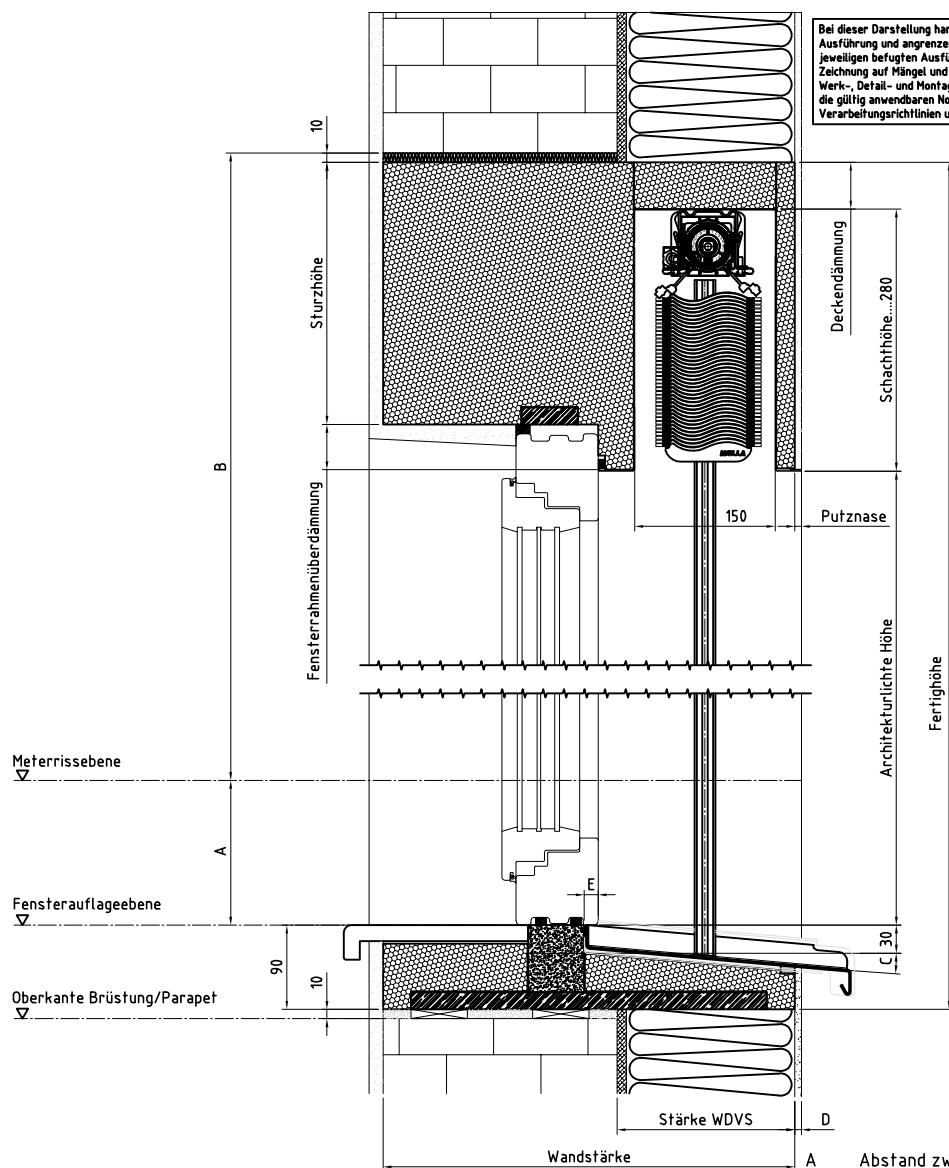 Bei dieser Darstellung har
Ausführung und angrenze
jeweiligen befugten Ausfü
Zeichnung auf Mängel und
Werk-, Detail- und Montag
die gültig anwendbaren No
Verarbeitungsrichtlinien u
10
Sturzhöhe
Deckendämmung
Schachthöhe....280
B
Fensterrahmenüberdämmung
150
Putznase
Architekturlichte Höhe
Fertighöhe
Meterrissebene
A
E
Fensterauflageebene
30
C
90
10
Oberkante Brüstung/Parapet
Stärke WDVS
D
Wandstärke
A Abstand zw